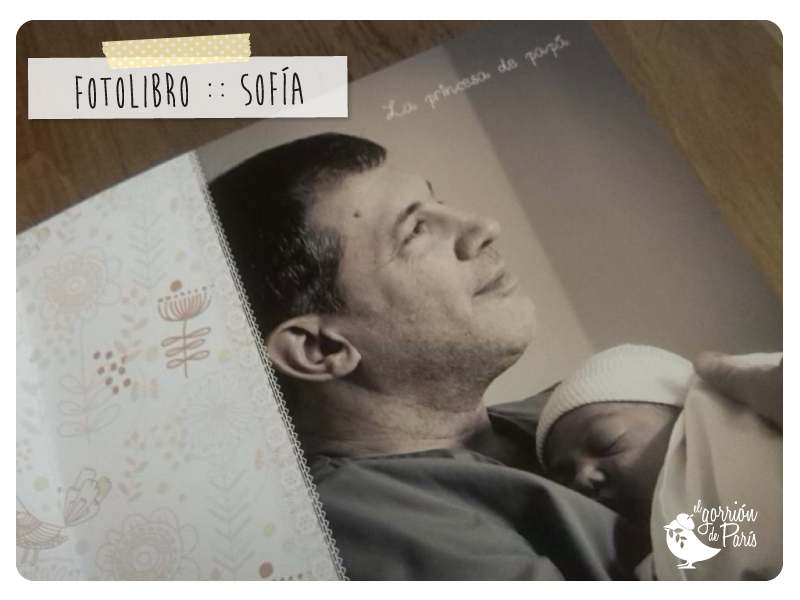 FOTOLIBRO :: SOFÍA
La princesa de papá
el
gorrión
de París